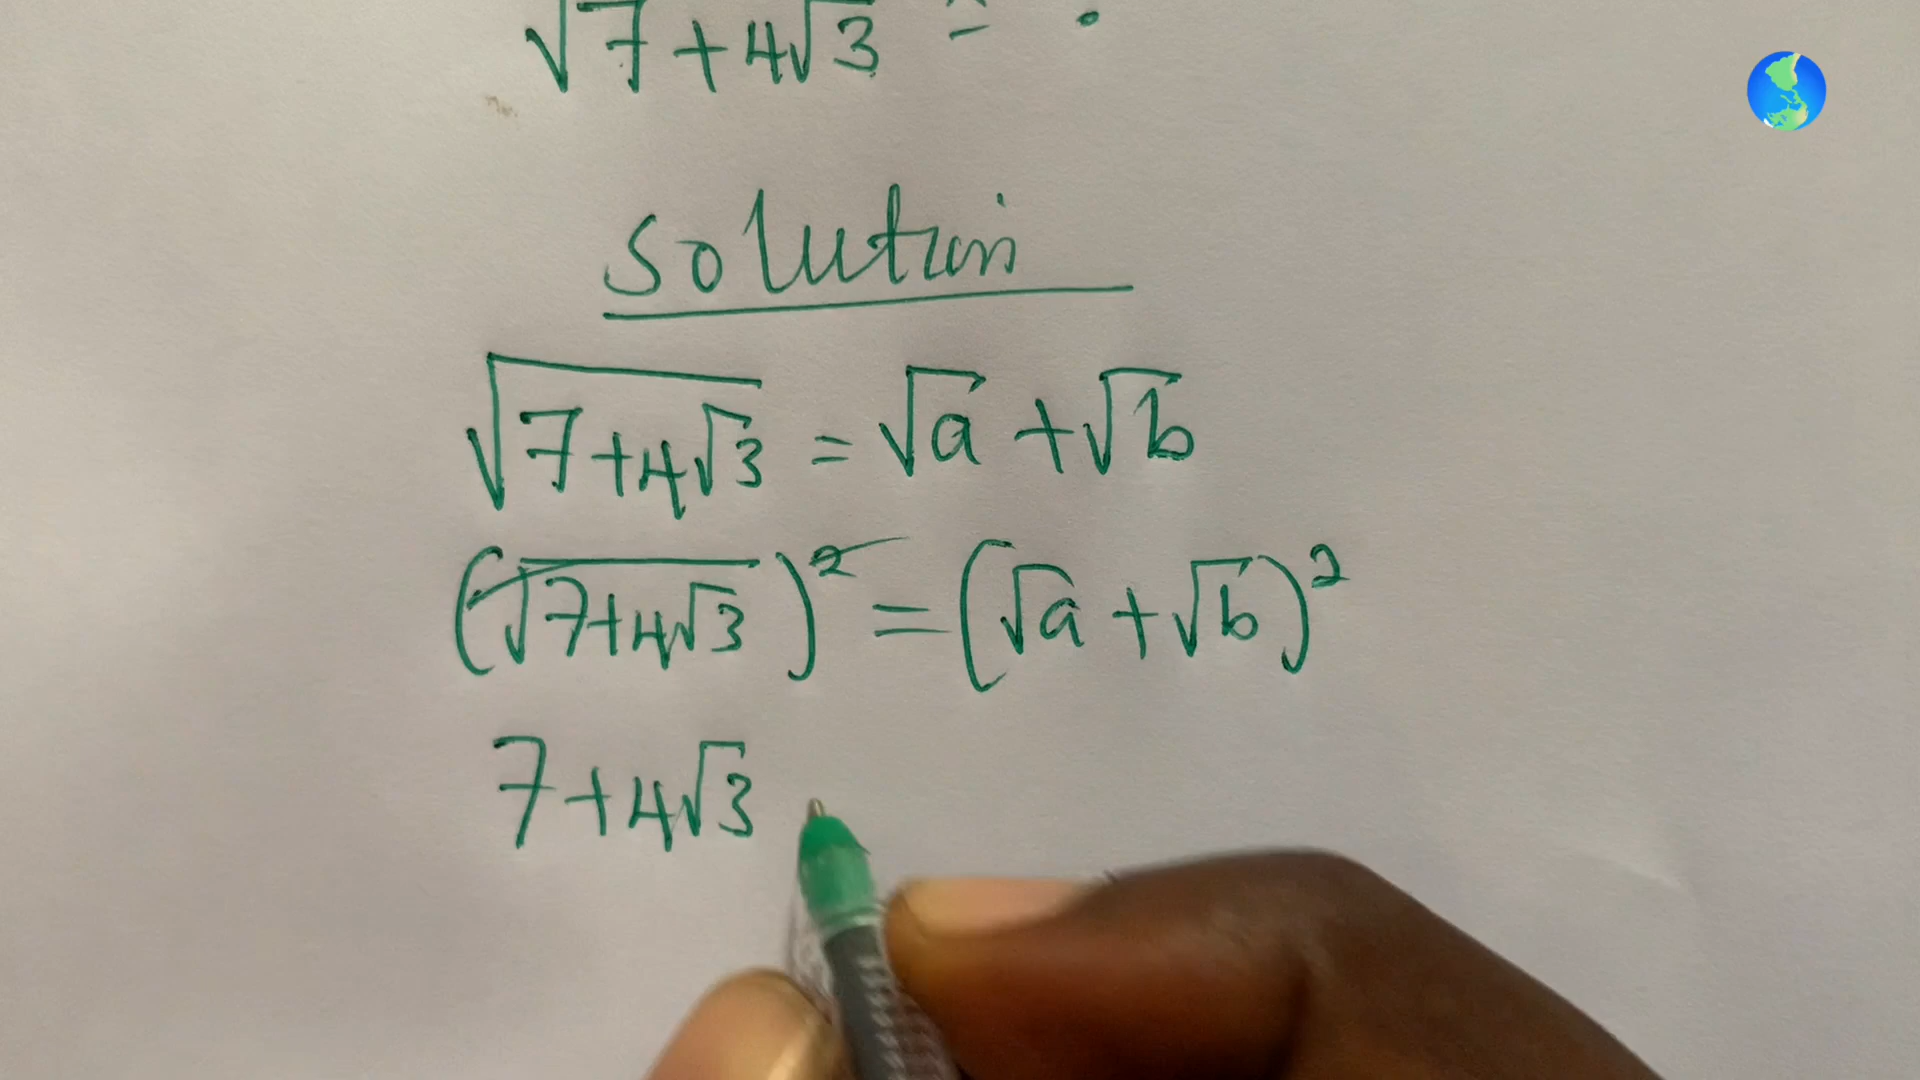 √7+4√3 = ?
Solution
√(7+4√3) = √a + √b
(√(7+4√3))² = (√a + √b)²
7+4√3